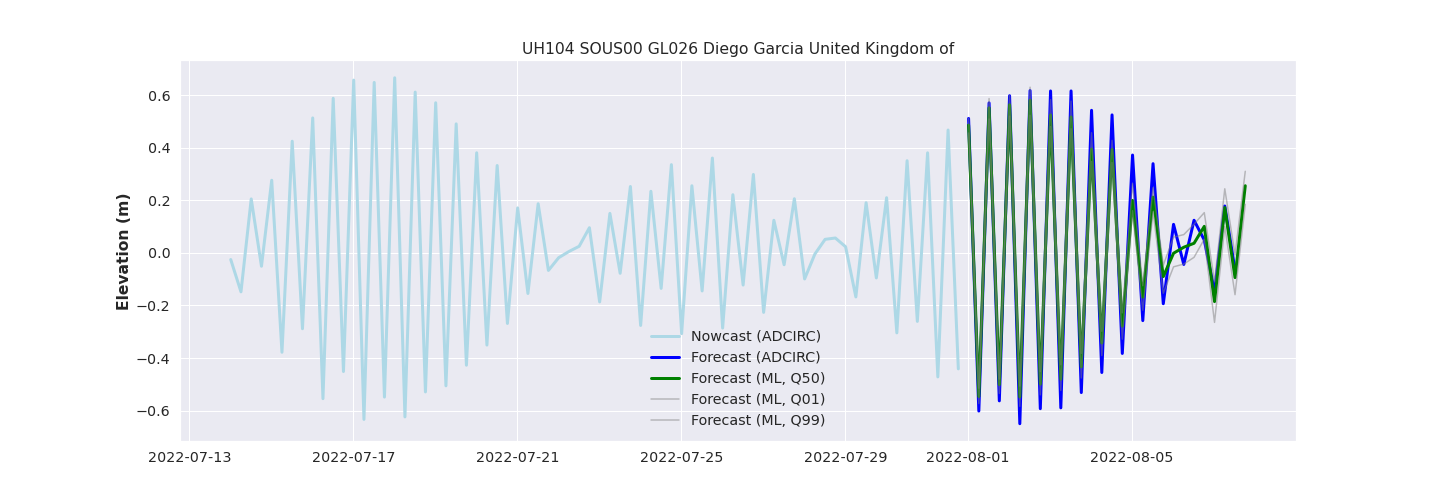 UH104 SOUS00 GL026 Diego Garcia United Kingdom of
Elevation (m)
0.6
0.4
0.2
0.0
−0.2
−0.4
−0.6
Nowcast (ADCIRC)
Forecast (ADCIRC)
Forecast (ML, Q50)
Forecast (ML, Q01)
Forecast (ML, Q99)
2022-07-13 2022-07-17 2022-07-21 2022-07-25 2022-07-29 2022-08-01 2022-08-05